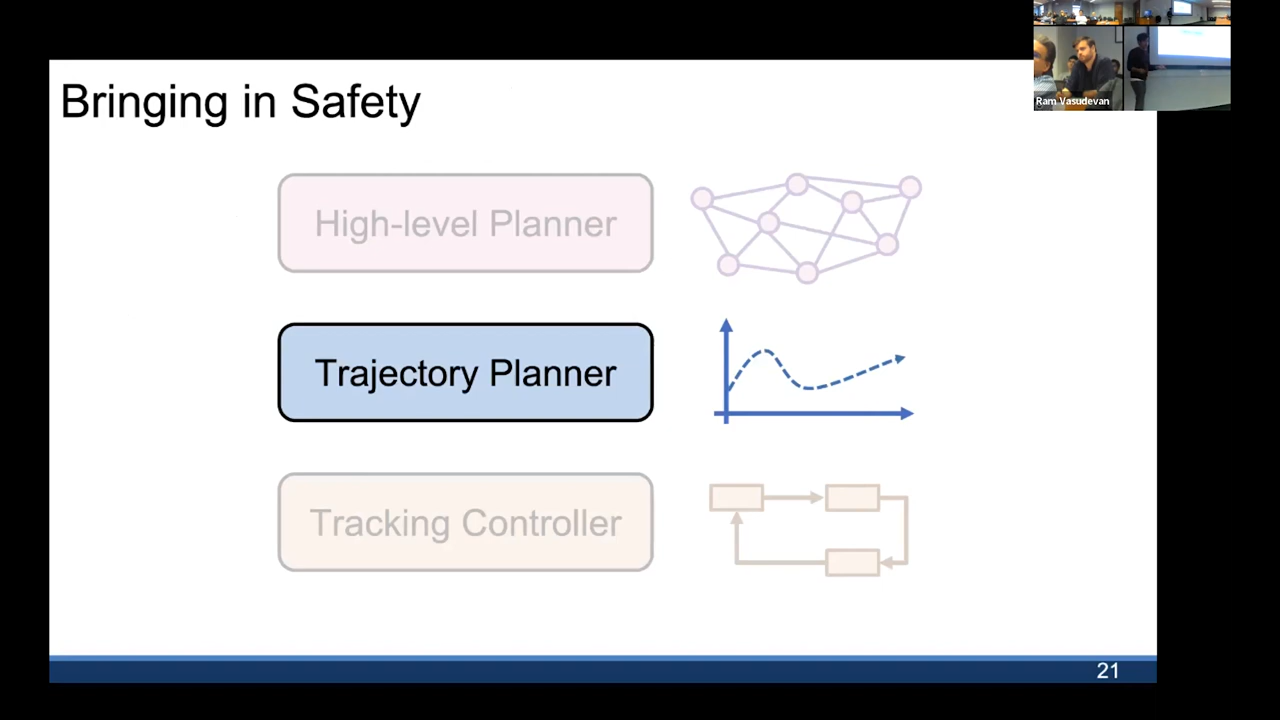 Bringing in Safety
Ram Vasudevan
High-level Planner
Trajectory Planner
Tracking Controller
21